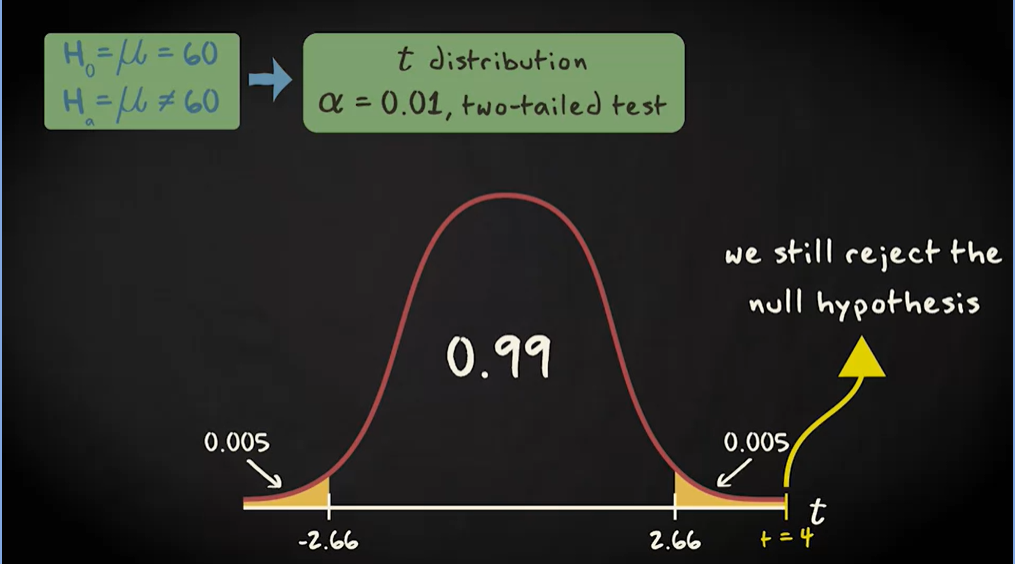 H₀ = μ = 60
Hₐ = μ ≠ 60
t distribution
α = 0.01, two-tailed test
we still reject the
null hypothesis
0.99
0.005
0.005
-2.66
2.66
t = 4
t